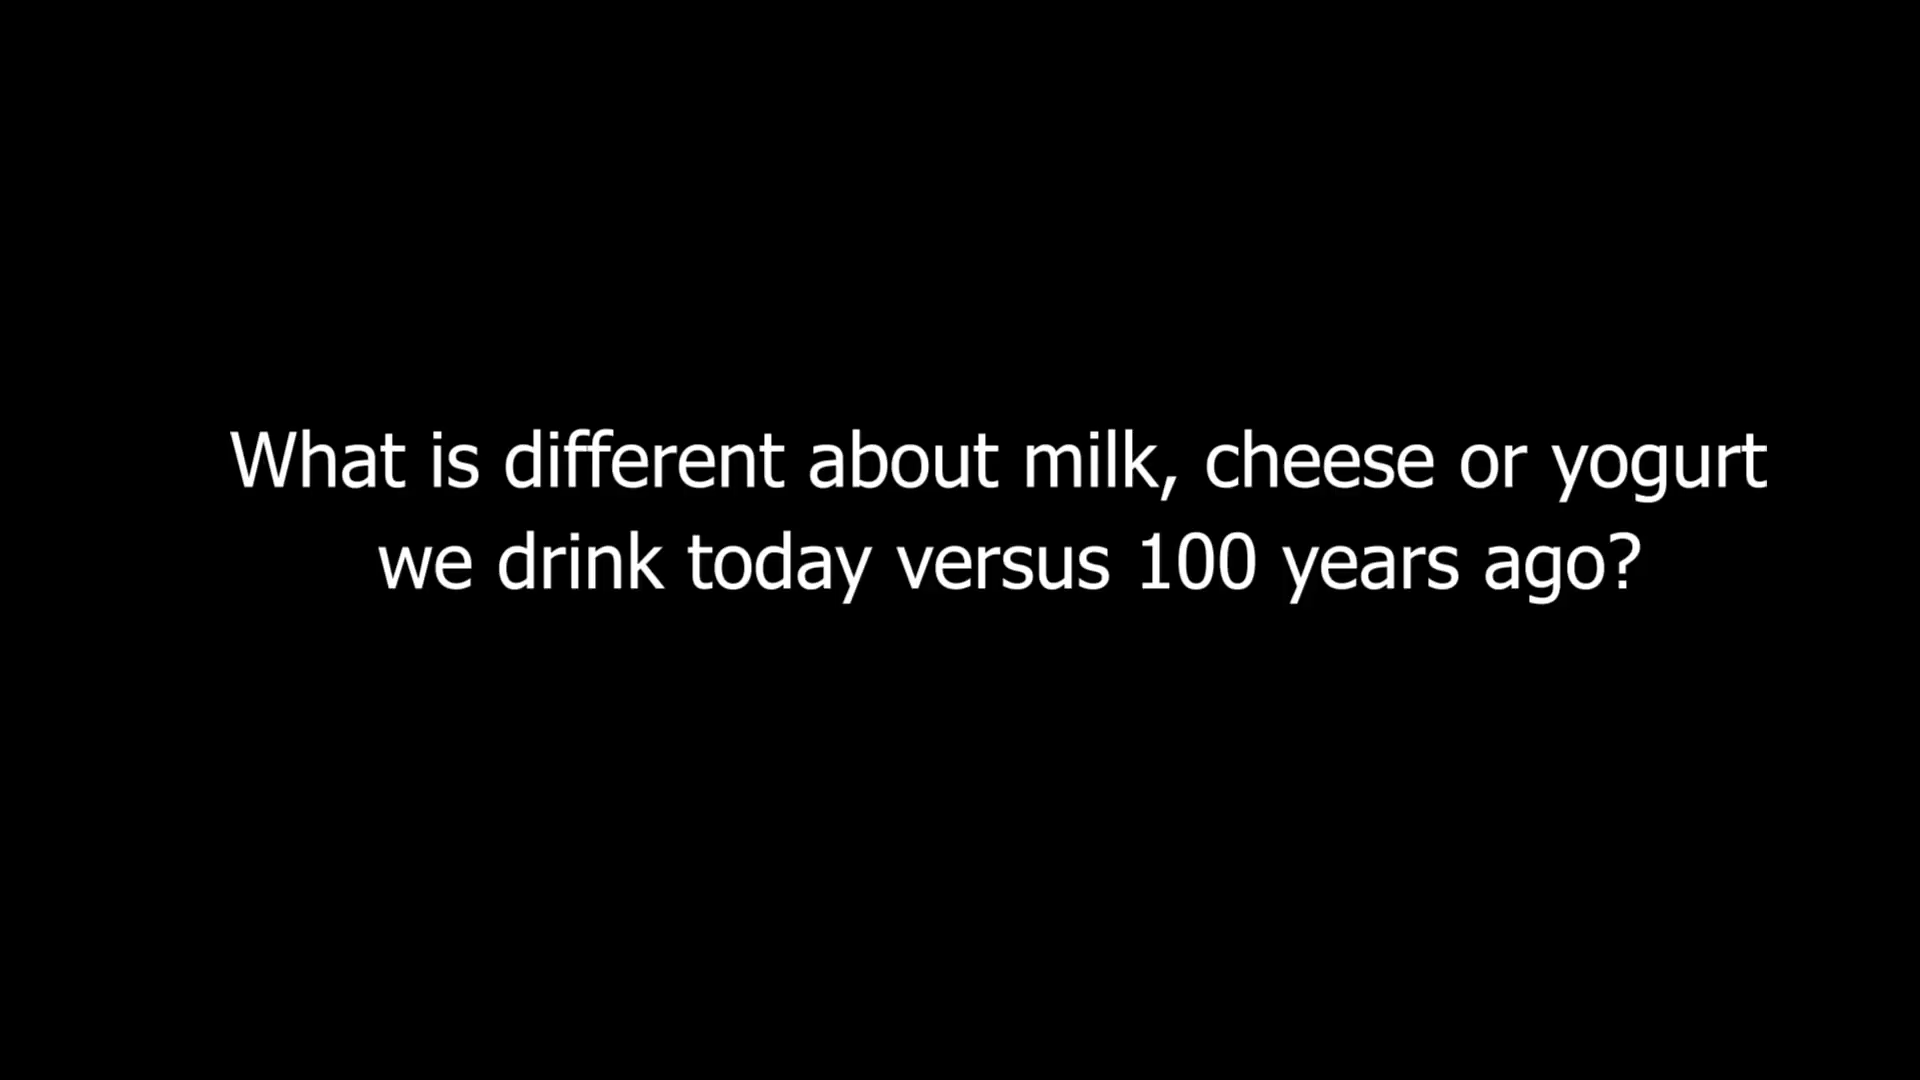 What is different about milk, cheese or yogurt
we drink today versus 100 years ago?